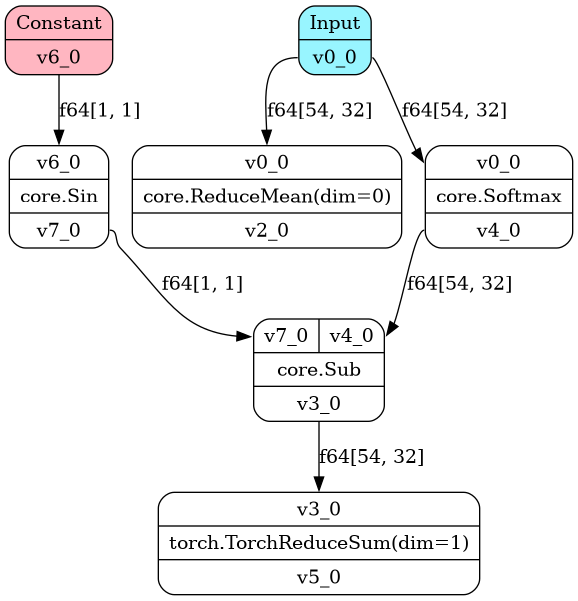 Constant
v6_0
Input
v0_0
f64[1, 1]
f64[54, 32]
f64[54, 32]
v6_0
core.Sin
v7_0
v0_0
core.ReduceMean(dim=0)
v2_0
v0_0
core.Softmax
v4_0
f64[1, 1]
f64[54, 32]
v7_0 v4_0
core.Sub
v3_0
f64[54, 32]
v3_0
torch.TorchReduceSum(dim=1)
v5_0